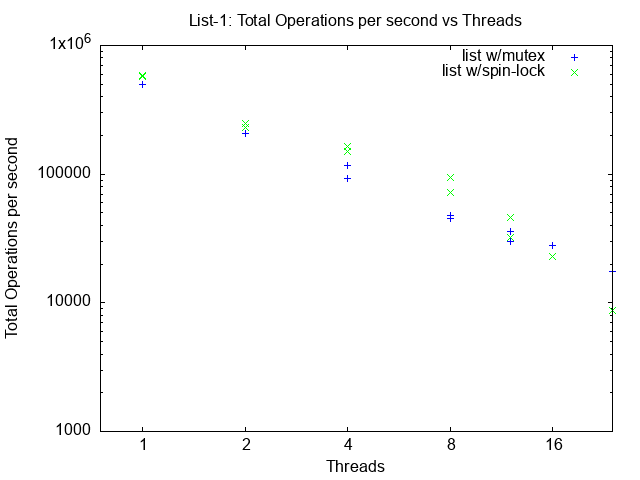 List-1: Total Operations per second vs Threads
1x10^6
list w/mutex
list w/spin-lock
100000
Total Operations per second
10000
1000
1 2 4 8 16
Threads